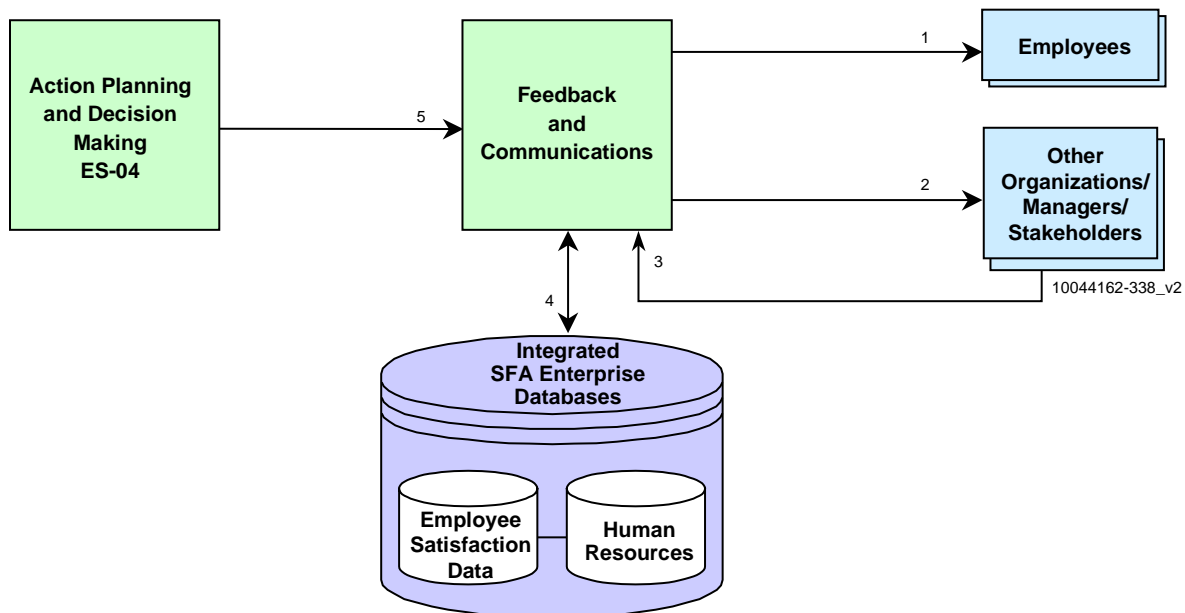 Action Planning
and Decision
Making
ES-04
5
Feedback
and
Communications
1
Employees
2
Other
Organizations/
Managers/
Stakeholders
3
10044162-338_v2
4
Integrated
SFA Enterprise
Databases
Employee
Satisfaction
Data
Human
Resources